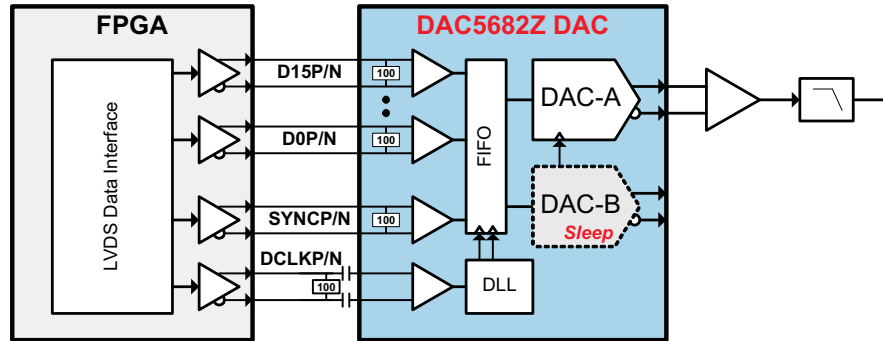 FPGA
DAC5682Z DAC
LVDS Data Interface
D15P/N
100
D0P/N
100
SYNCP/N
100
DCLKP/N
100
FIFO
DLL
DAC-A
DAC-B
Sleep